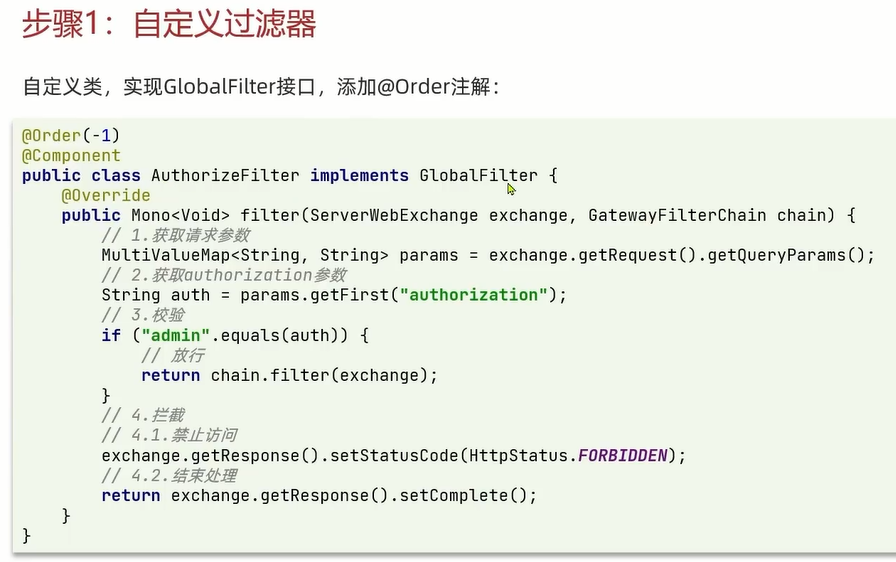 步骤1：自定义过滤器
自定义类，实现GlobalFilter接口，添加@Order注解：
@Order(-1)
@Component
public class AuthorizeFilter implements GlobalFilter {
    @Override
    public Mono<Void> filter(ServerWebExchange exchange, GatewayFilterChain chain) {
        // 1.获取请求参数
        MultiValueMap<String, String> params = exchange.getRequest().getQueryParams();
        // 2.获取authorization参数
        String auth = params.getFirst("authorization");
        // 3.校验
        if ("admin".equals(auth)) {
            // 放行
            return chain.filter(exchange);
        }
        // 4.拦截
        // 4.1.禁止访问
        exchange.getResponse().setStatusCode(HttpStatus.FORBIDDEN);
        // 4.2.结束处理
        return exchange.getResponse().setComplete();
    }
}